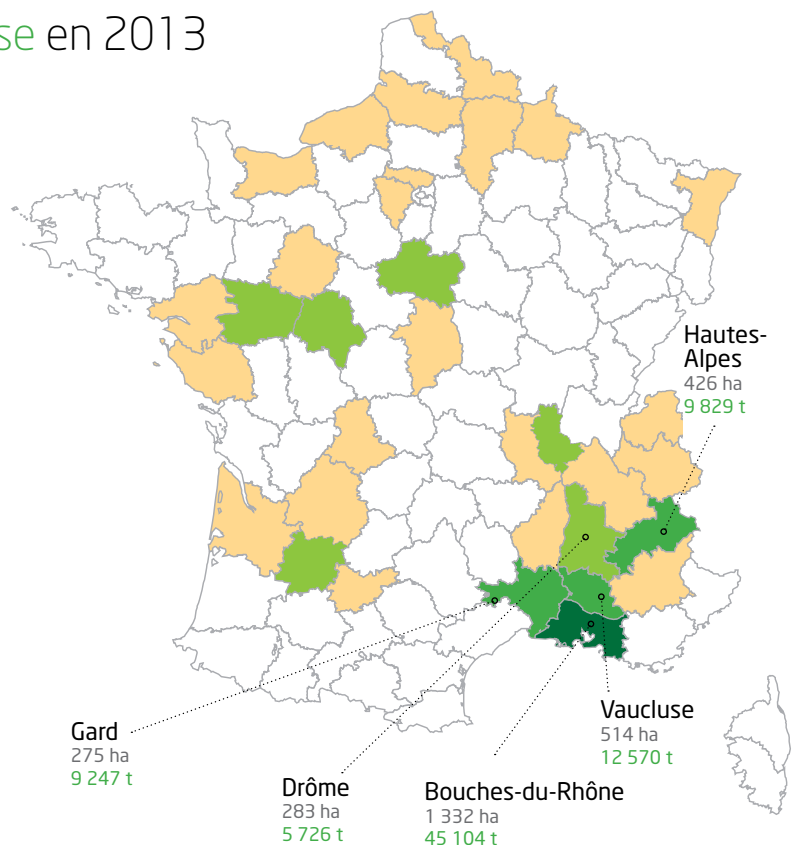 se en 2013
Hautes-
Alpes
426 ha
9 829 t
Gard
275 ha
9 247 t
Drôme
283 ha
5 726 t
Bouches-du-Rhône
1 332 ha
45 104 t
Vaucluse
514 ha
12 570 t